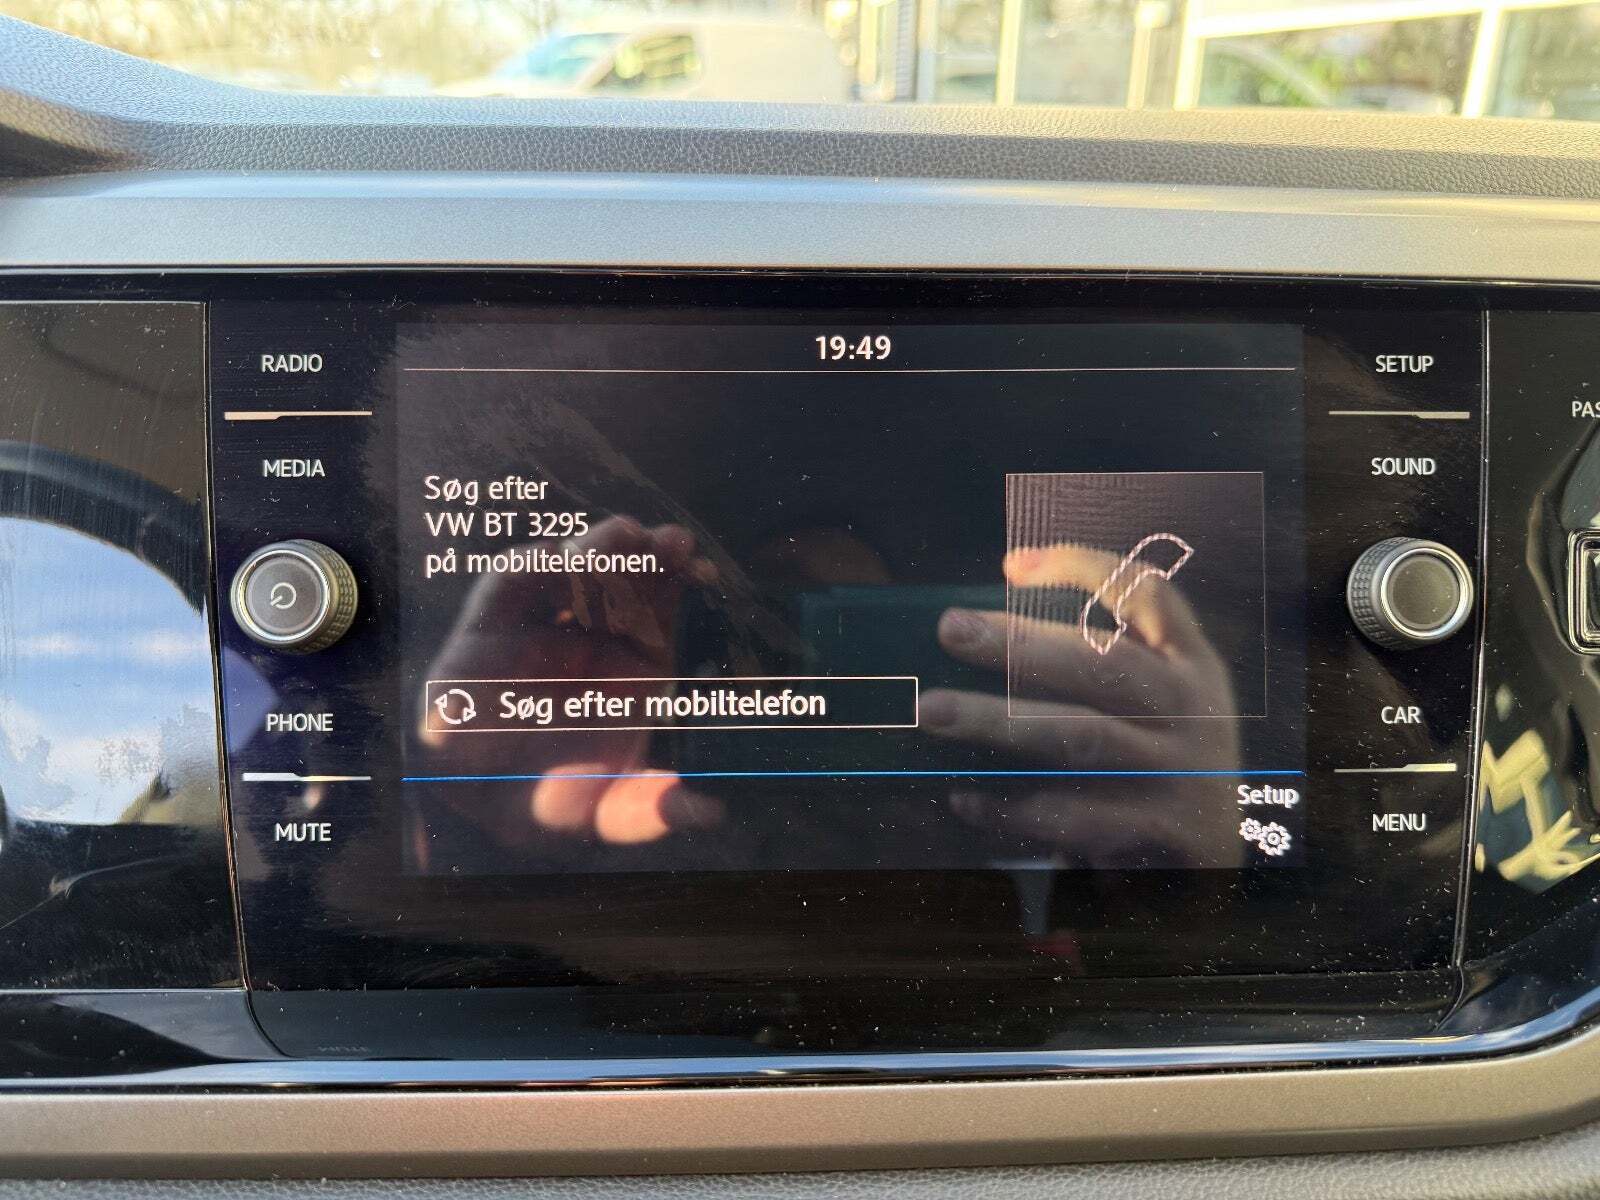 19:49
RADIO
MEDIA
PHONE
MUTE
Søg efter
VW BT 3295
på mobiltelefonen.
Søg efter mobiltelefon
Setup
SETUP
SOUND
CAR
MENU